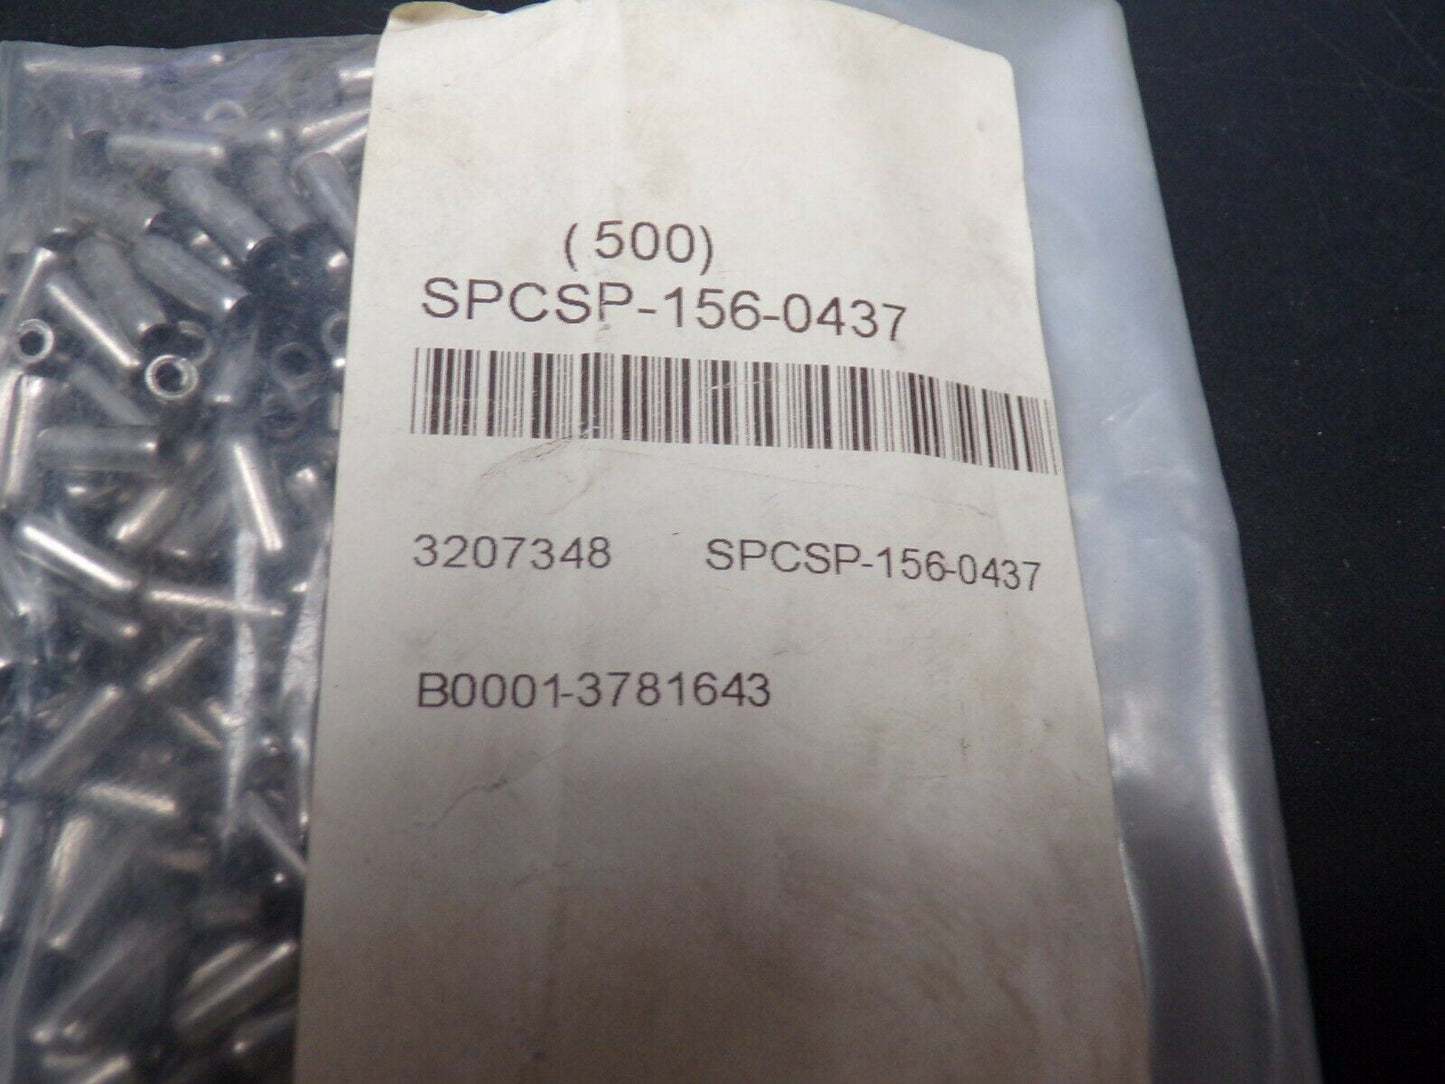 ( 500)
SPCSP-156-0437
3207348 SPCSP-156-0437
B0001-3781643